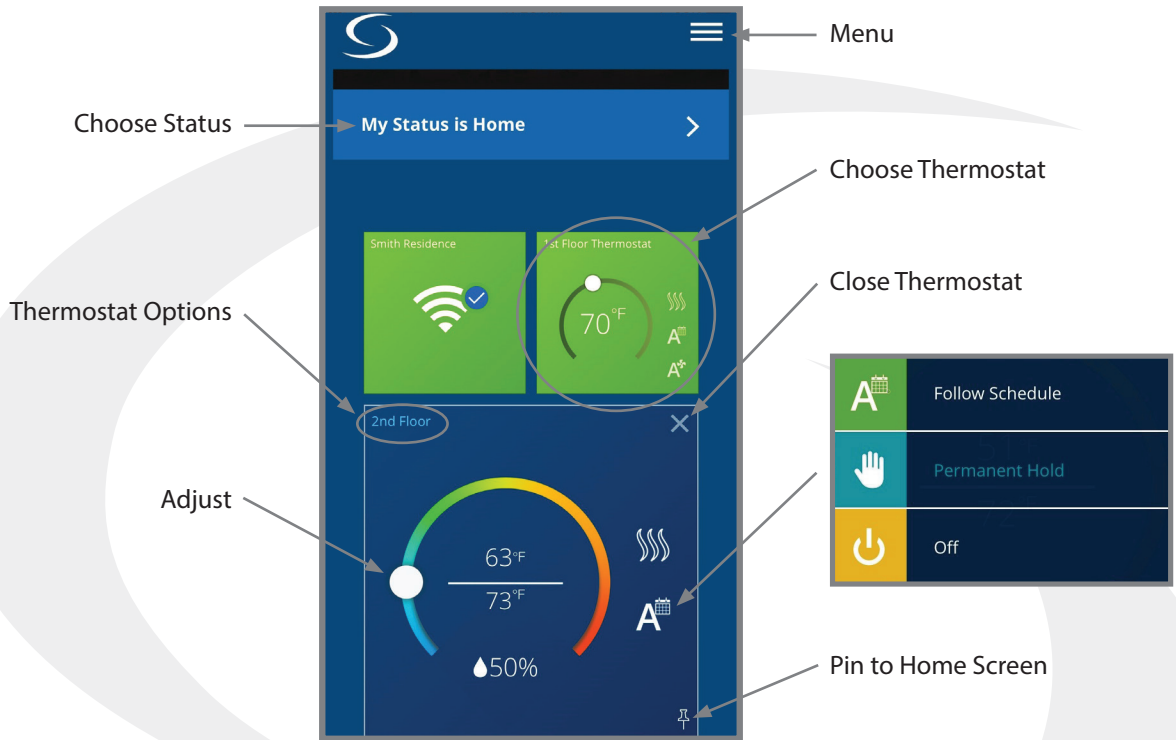 Menu
Choose Status
My Status is Home
Choose Thermostat
Smith Residence
1st Floor Thermostat
70°F
A
A
Close Thermostat
Thermostat Options
2nd Floor
A
Follow Schedule
Permanent Hold
Off
Adjust
63°F
73°F
A
50%
Pin to Home Screen